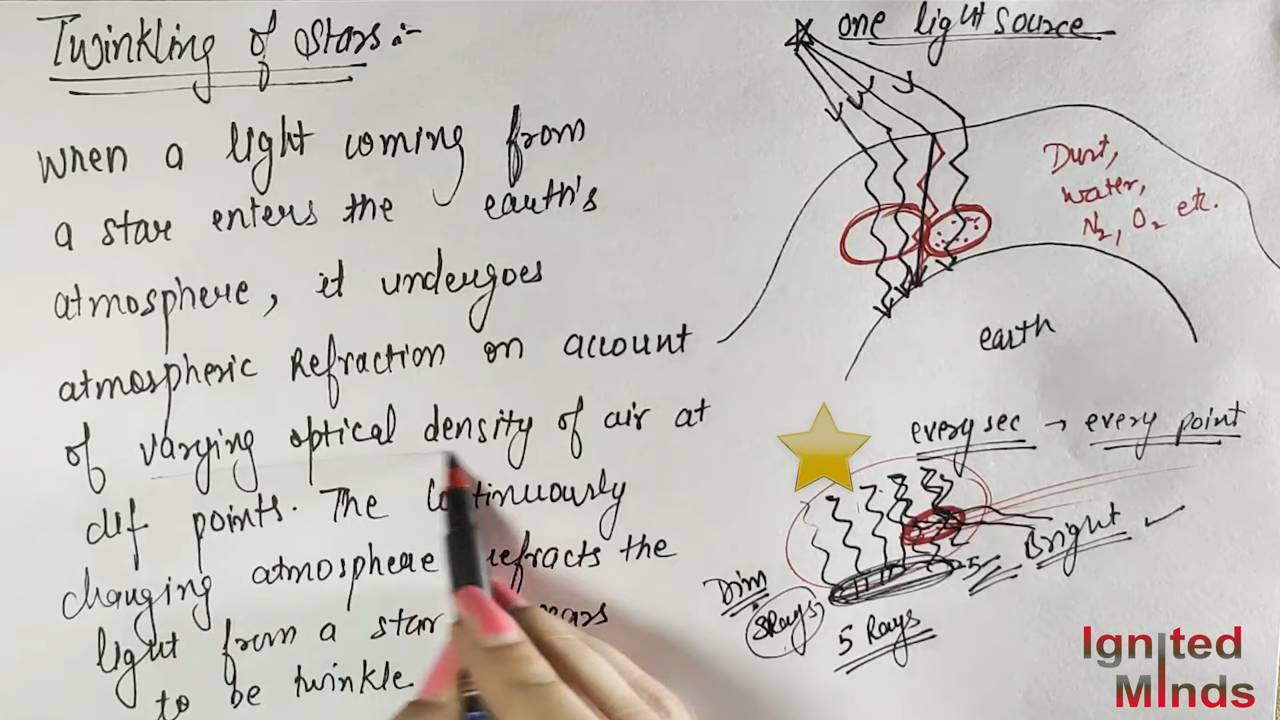 Twinkling of Stars :-
When a light coming from
a star enters the earth's
atmosphere, it undergoes
atmospheric Refraction on account
of varying optical density of air at
dif points. The
changing atmosphere refracts the
light from a star
to be twinkle
one light source
Dust,
water,
N2, O2 etc.
earth
every sec → every point
Bright
Dim
5 Rays
Ignited
Minds